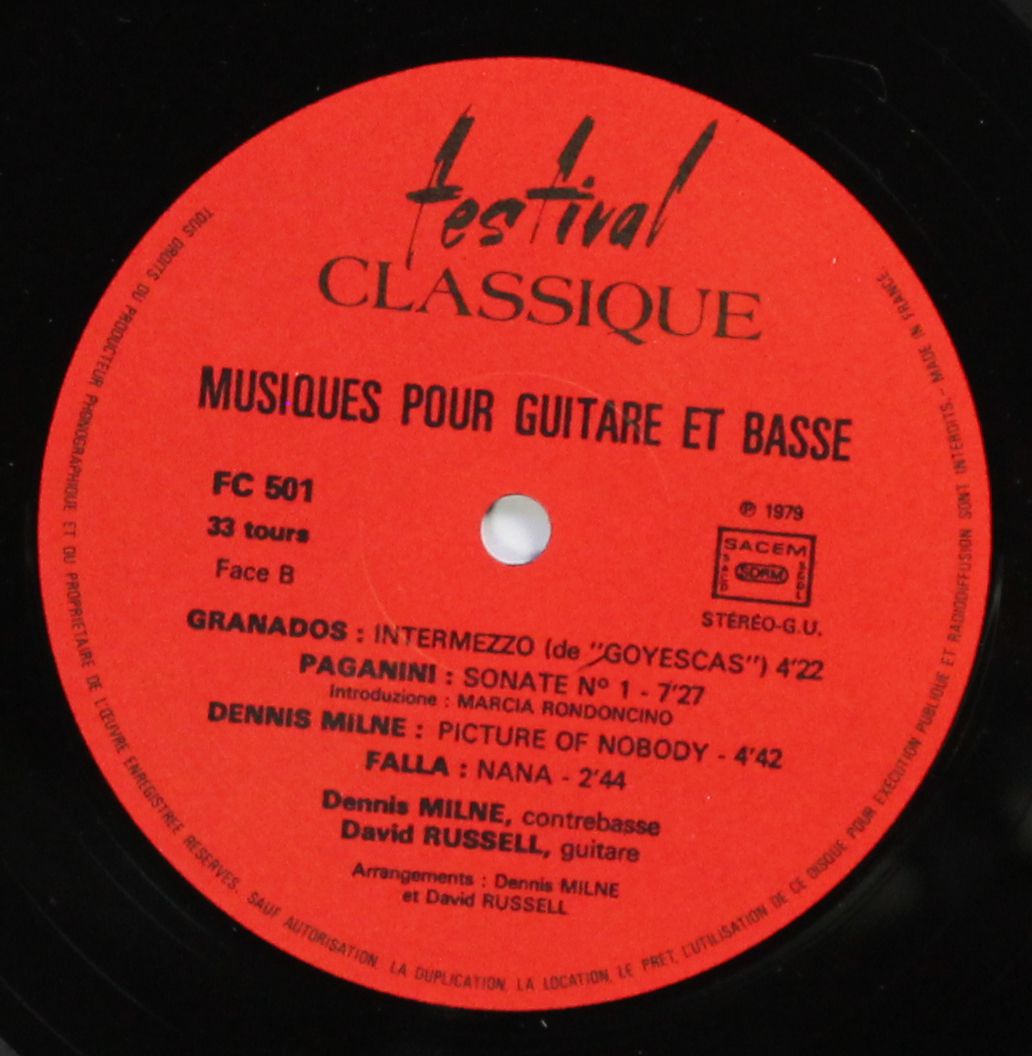 festival
CLASSIQUE
MUSIQUES POUR GUITARE ET BASSE
FC 501
33 tours
Face B
℗ 1979
SACEM
SACD
SDRM
SGDL
STÉRÉO-G.U.
GRANADOS : INTERMEZZO (de "GOYESCAS") 4'22
PAGANINI : SONATE Nº 1 - 7'27
Introduzione : MARCIA RONDONCINO
DENNIS MILNE : PICTURE OF NOBODY - 4'42
FALLA : NANA - 2'44
Dennis MILNE, contrebasse
David RUSSELL, guitare
Arrangements : Dennis MILNE
et David RUSSELL
TOUS DROITS DU PRODUCTEUR PHONOGRAPHIQUE ET DU PROPRIETAIRE DE L'ŒUVRE ENREGISTREE RESERVES. SAUF AUTORISATION, LA DUPLICATION, LA LOCATION, LE PRET, L'UTILISATION DE CE DISQUE POUR EXECUTION PUBLIQUE ET RADIODIFFUSION SONT INTERDITS. - MADE IN FRANCE